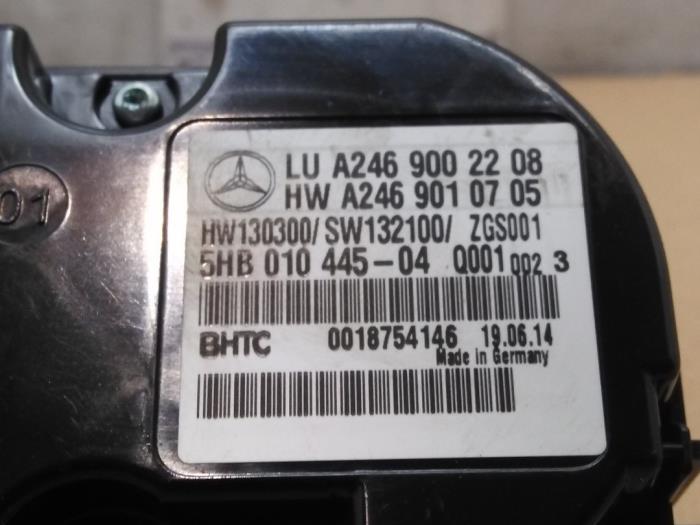 LU A246 900 22 08
HW A246 901 07 05
HW130300/ SW132100/ ZGS001
5HB 010 445-04 Q001 002 3
BHTC 0018754146 19.06.14
Made in Germany
01